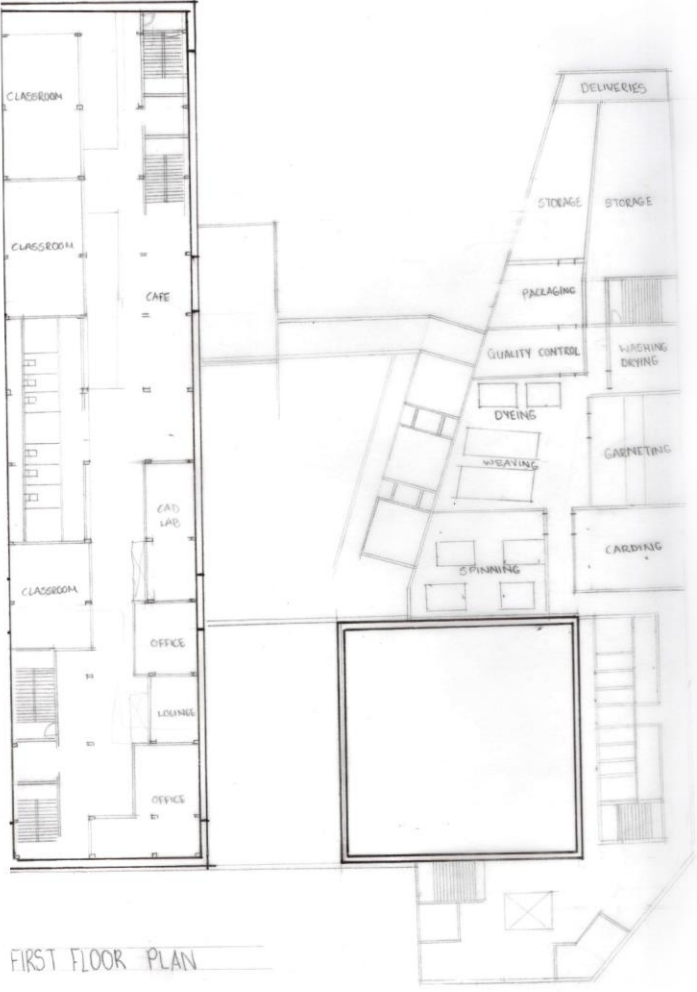 DELIVERIES
CLASSROOM
STORAGE
STORAGE
CLASSROOM
CAFE
PACKAGING
QUALITY CONTROL
WASHING
DRYING
DYEING
WEAVING
GARNETING
CAD
LAB
CARDING
SPINNING
CLASSROOM
OFFICE
LOUNGE
OFFICE
FIRST FLOOR PLAN